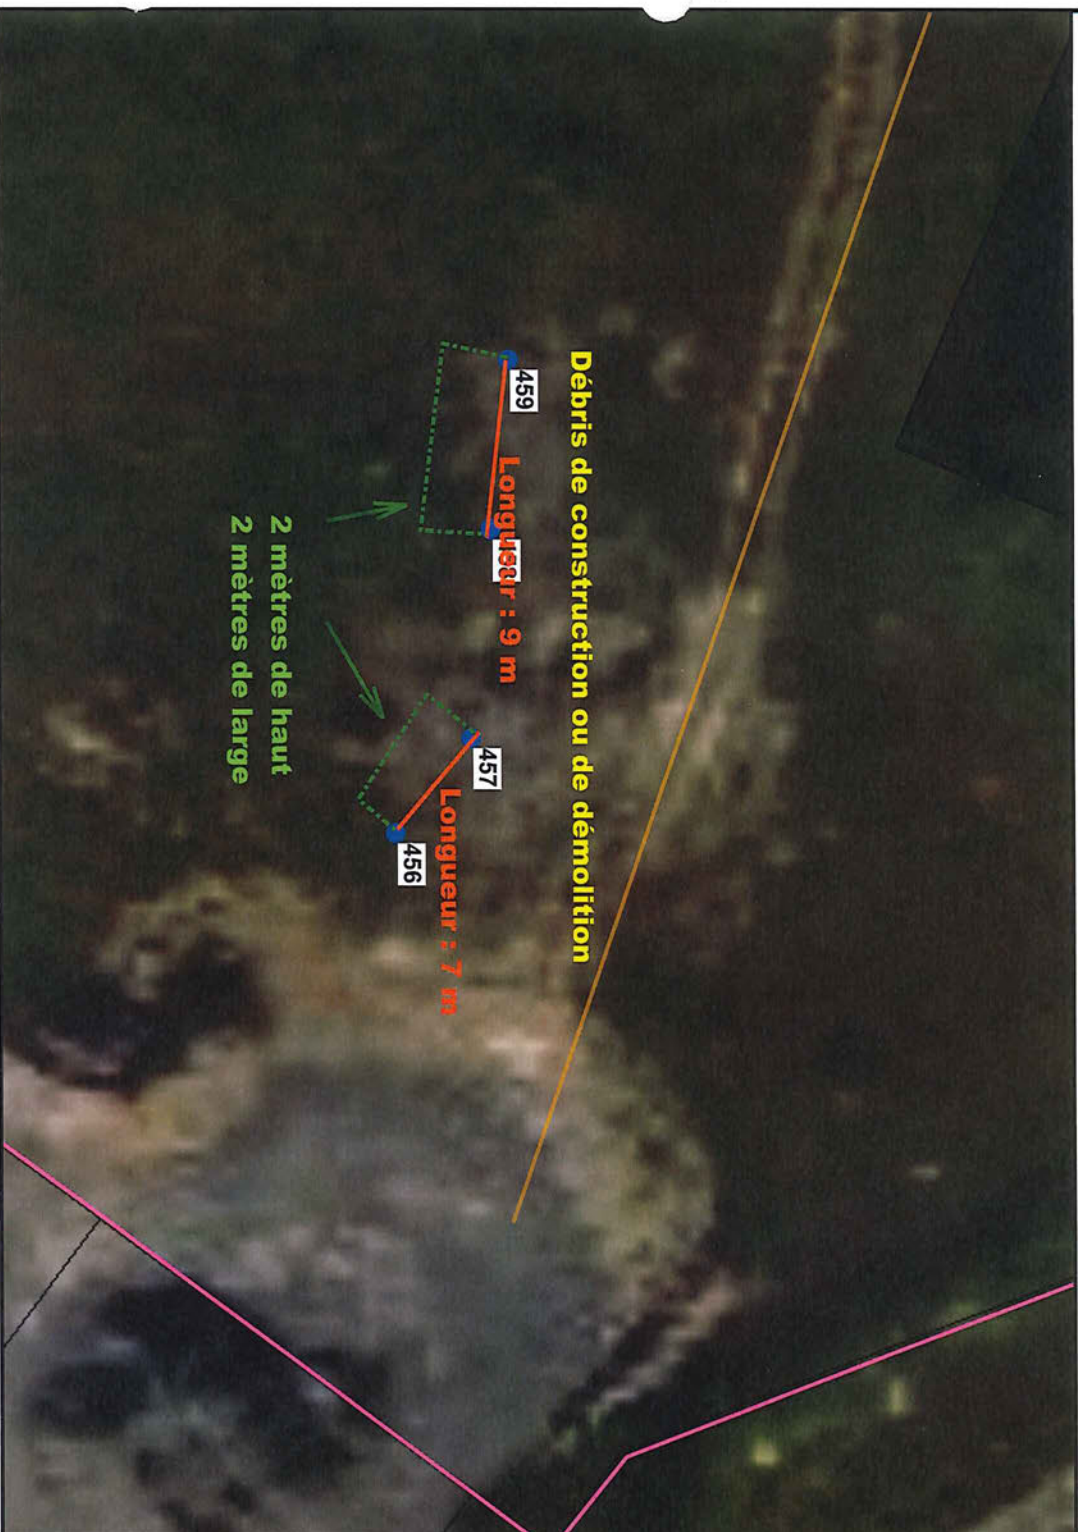 Débris de construction ou de démolition
459
Longueur : 9 m
457
Longueur : 7 m
456
2 mètres de haut
2 mètres de large